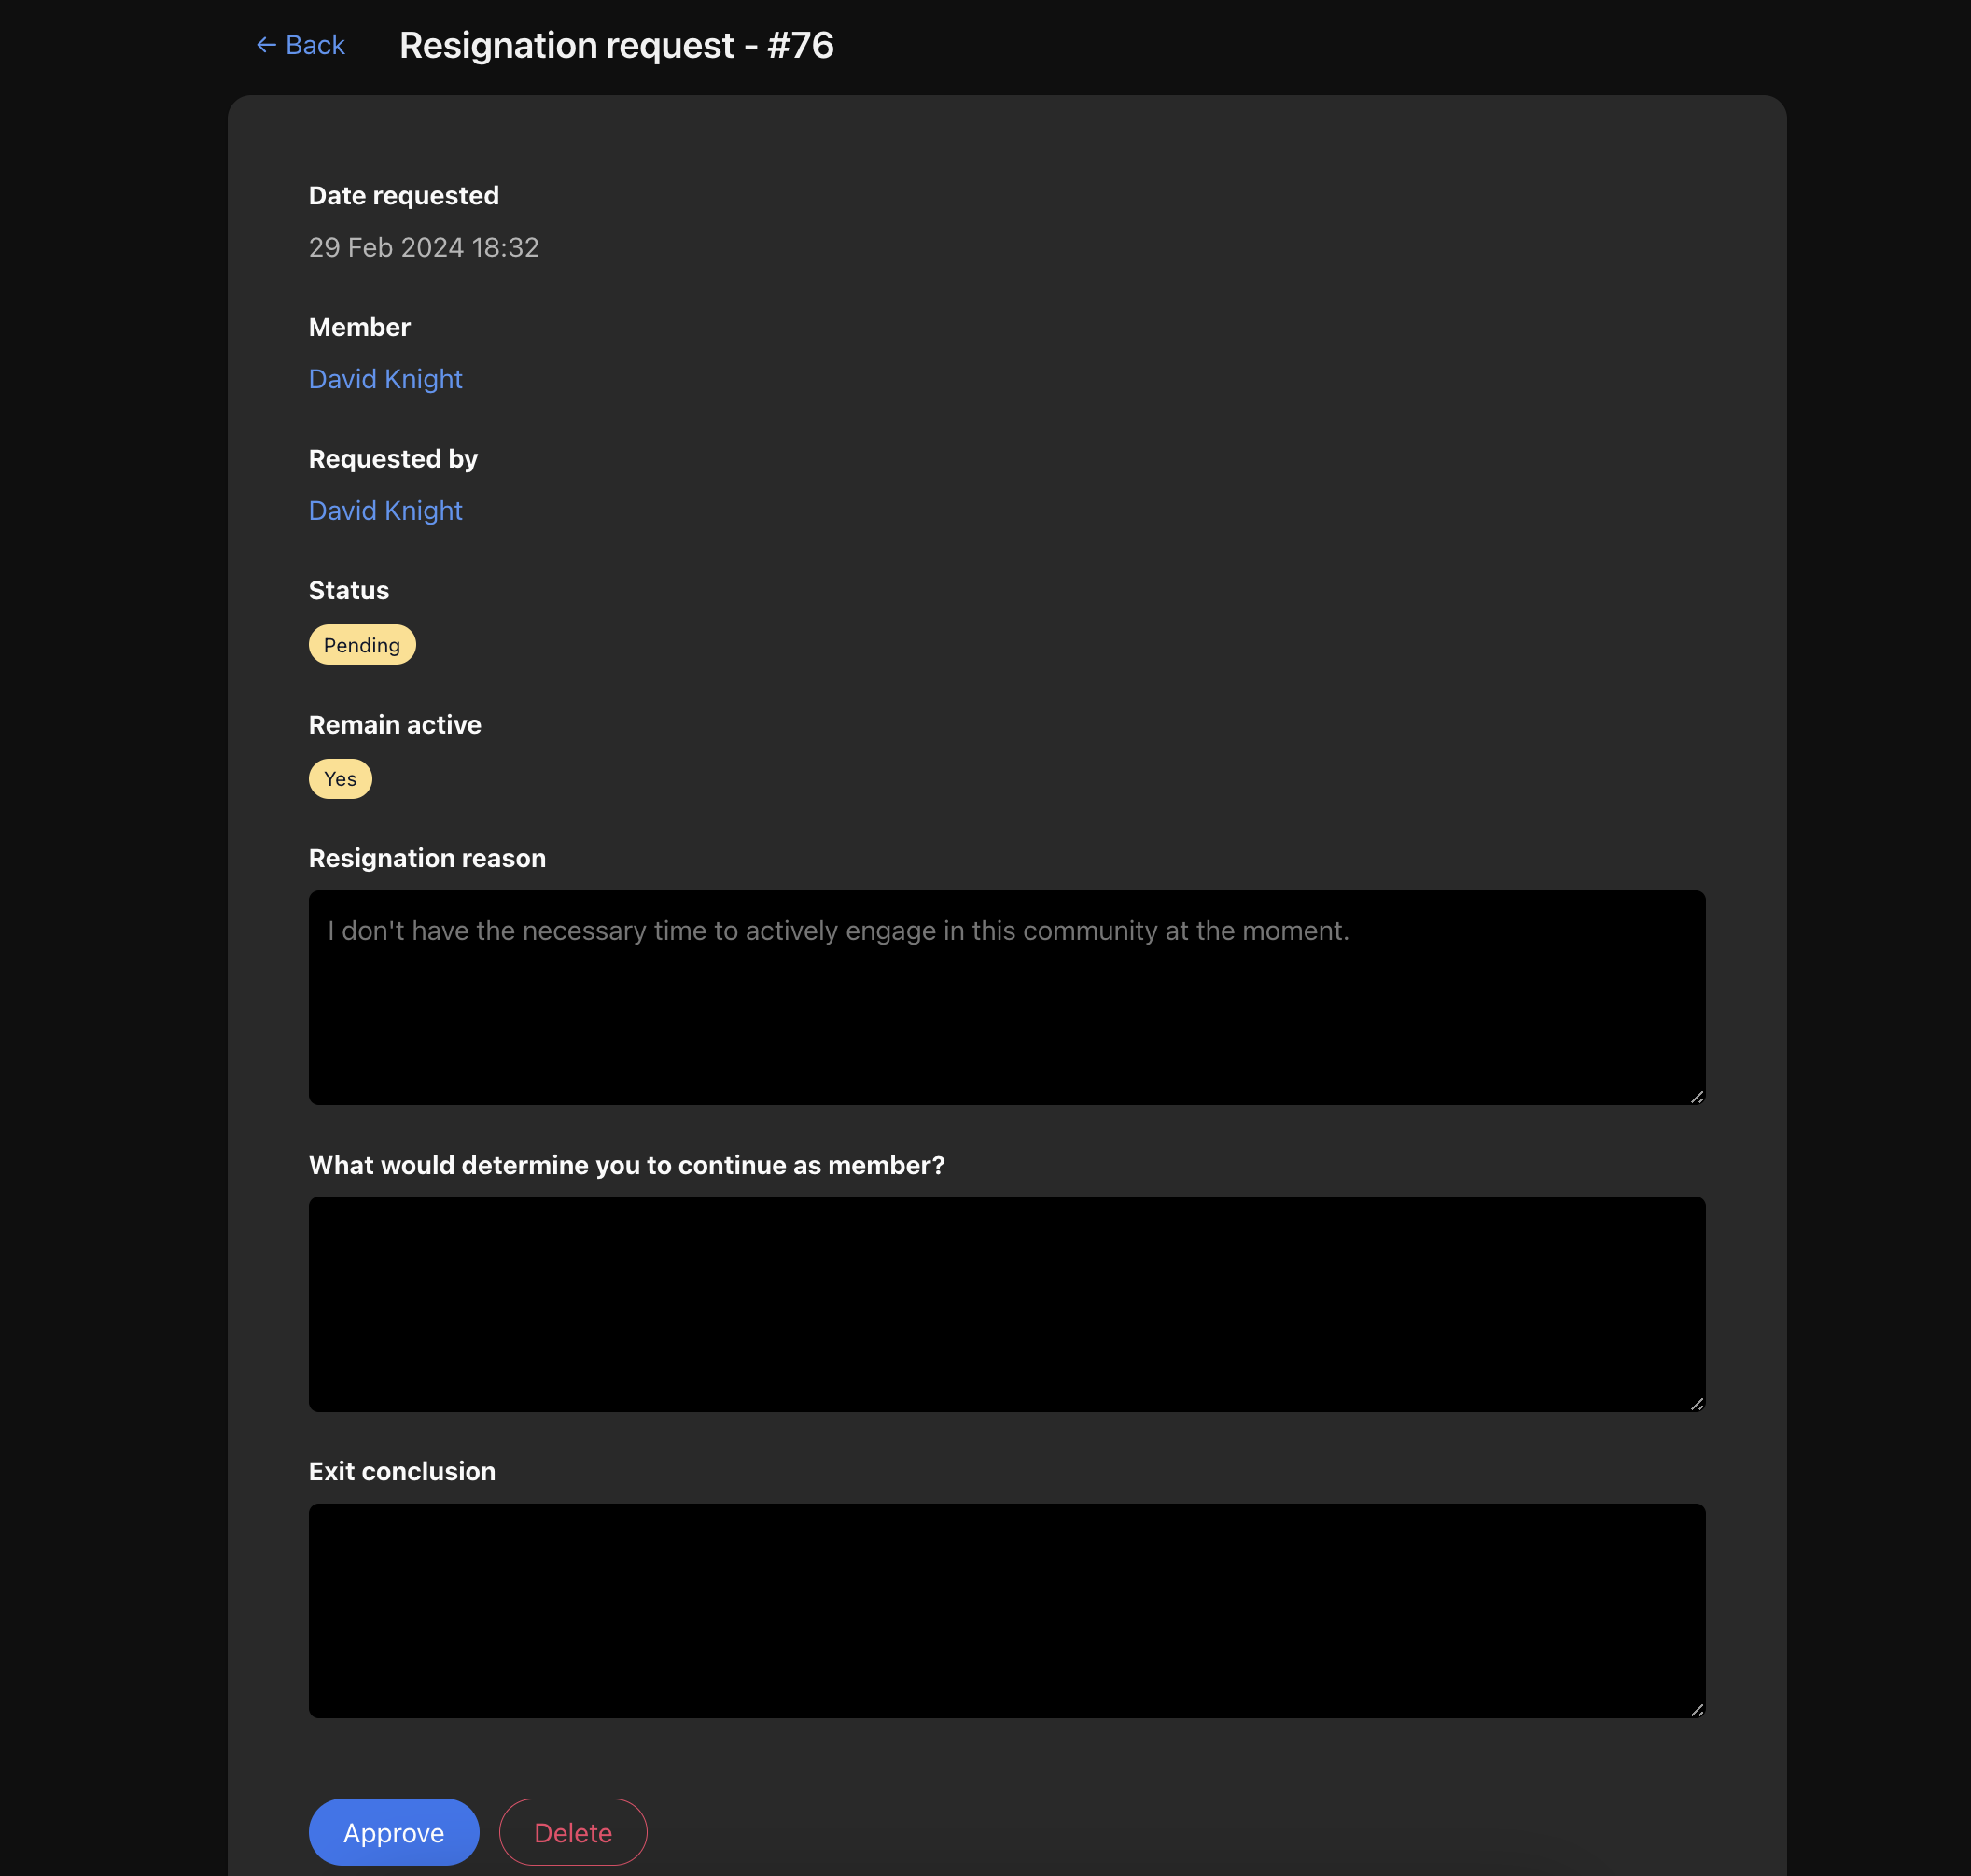 ← Back Resignation request - #76
Date requested
29 Feb 2024 18:32
Member
David Knight
Requested by
David Knight
Status
Pending
Remain active
Yes
Resignation reason
I don't have the necessary time to actively engage in this community at the moment.
What would determine you to continue as member?
Exit conclusion
Approve Delete